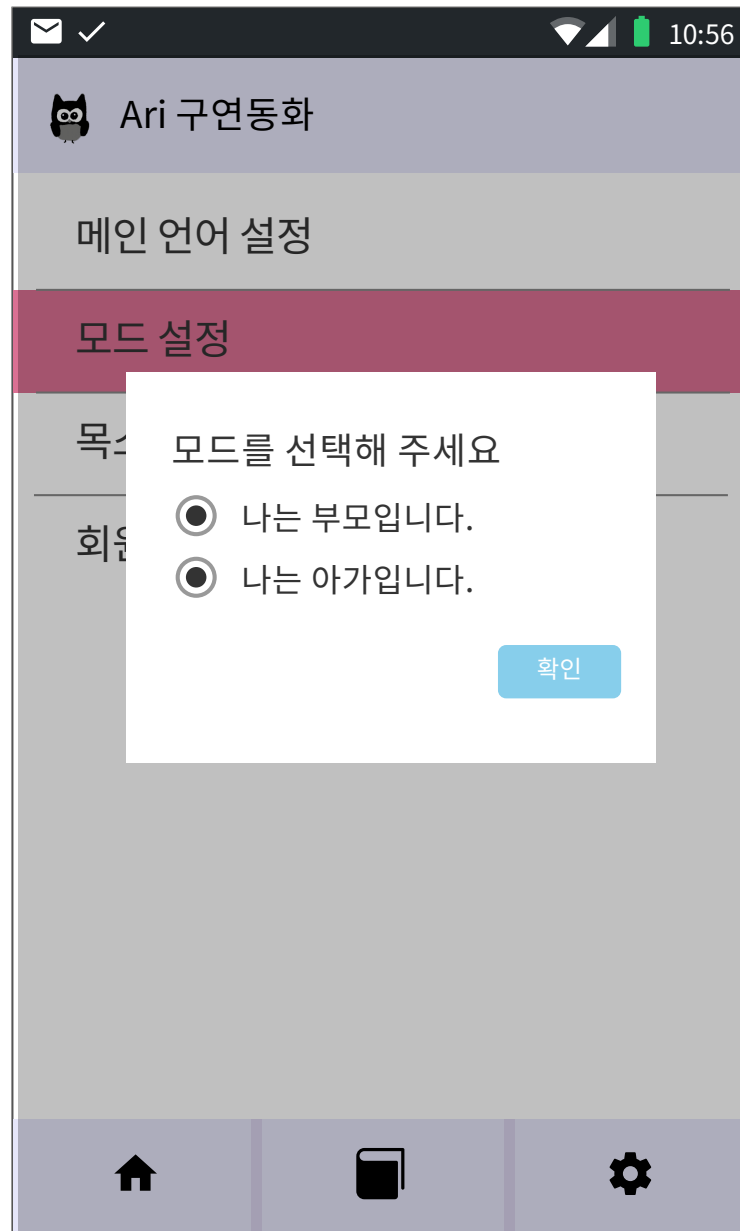 10:56
Ari 구연동화
메인 언어 설정
모드 설정
모드를 선택해 주세요
나는 부모입니다.
나는 아가입니다.
확인